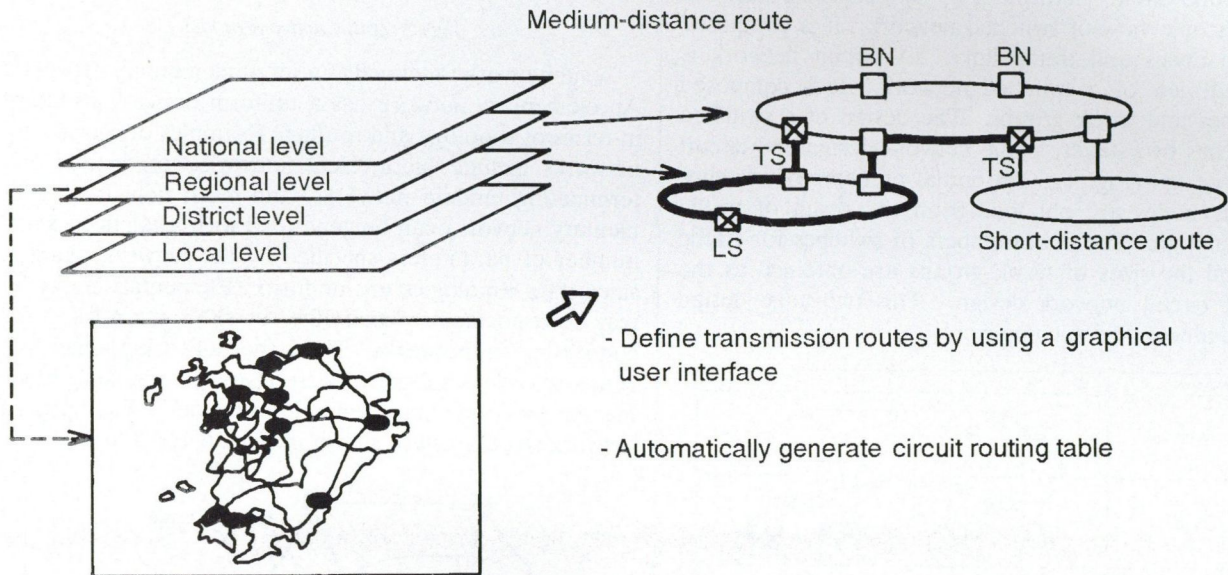 Medium-distance route
BN BN
National level
Regional level
District level
Local level
TS
TS
LS
Short-distance route
- Define transmission routes by using a graphical
user interface
- Automatically generate circuit routing table